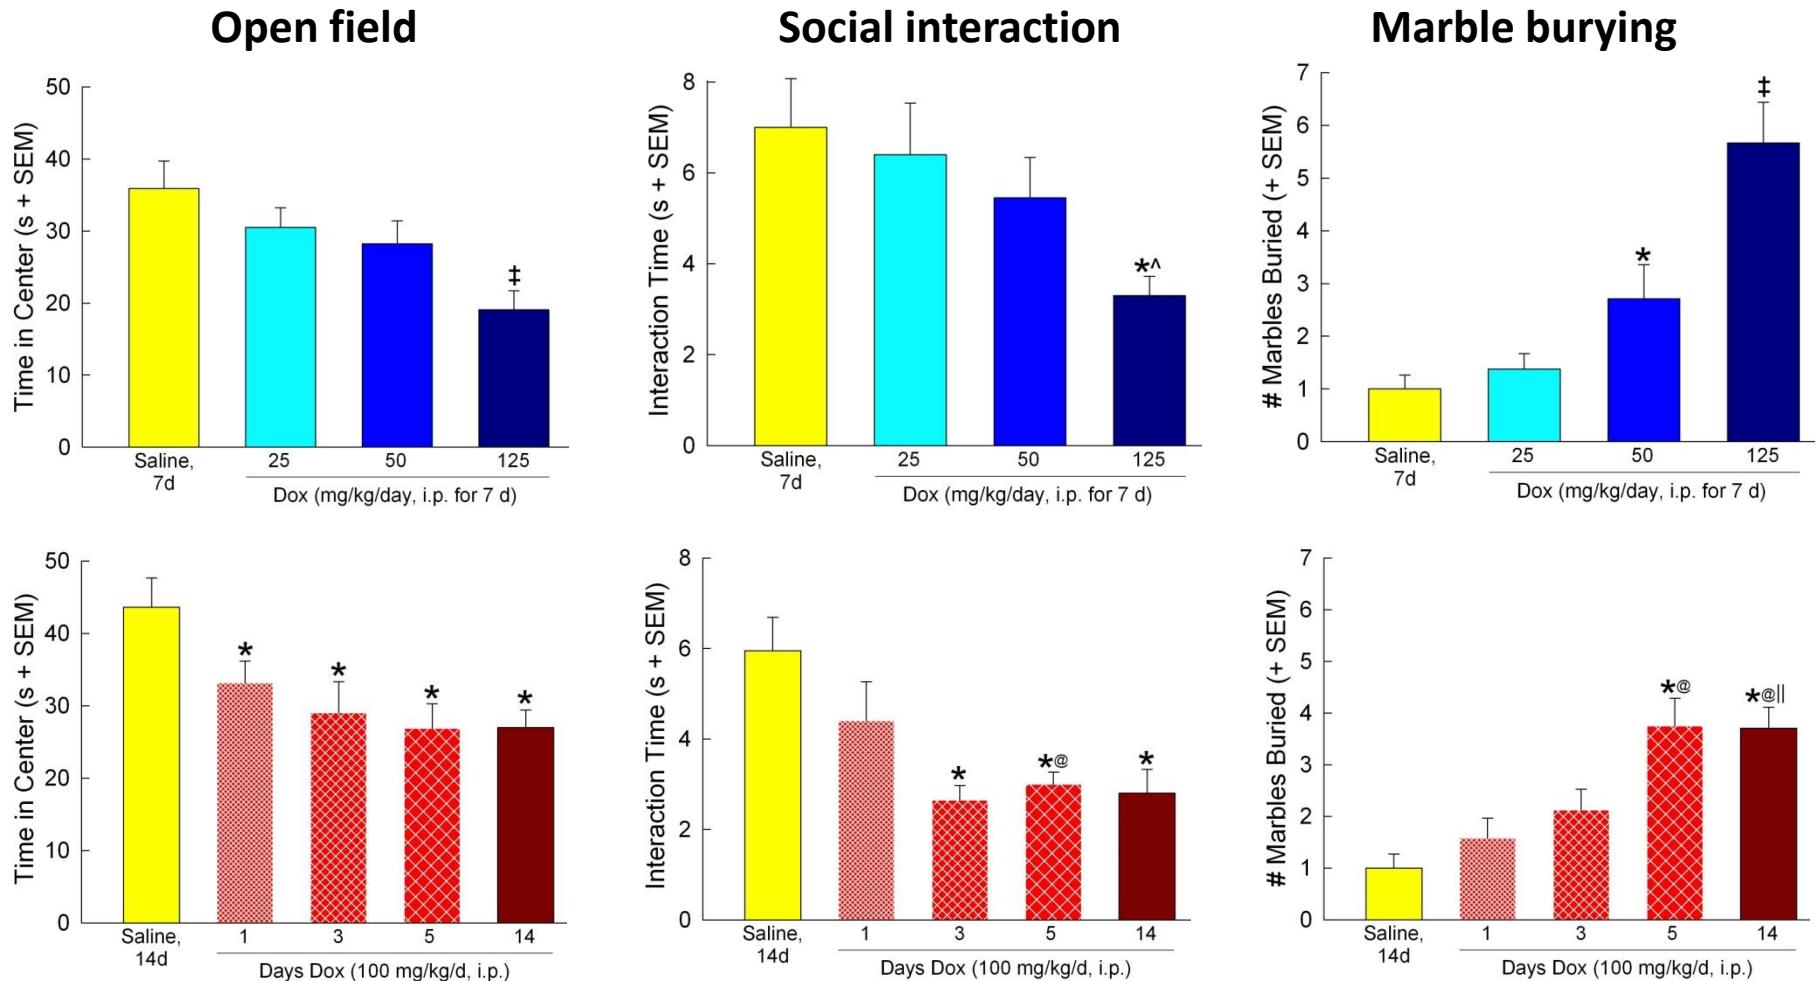 Open field
Social interaction
Marble burying
Time in Center (s + SEM)
50
40
30
20
10
0
‡
Saline,
7d
25 50 125
Dox (mg/kg/day, i.p. for 7 d)
Interaction Time (s + SEM)
8
6
4
2
0
*^
Saline,
7d
25 50 125
Dox (mg/kg/day, i.p. for 7 d)
# Marbles Buried (+ SEM)
7
6
5
4
3
2
1
0
*
‡
Saline,
7d
25 50 125
Dox (mg/kg/day, i.p. for 7 d)
Time in Center (s + SEM)
50
40
30
20
10
0
* * * *
Saline,
14d
1 3 5 14
Days Dox (100 mg/kg/d, i.p.)
Interaction Time (s + SEM)
8
6
4
2
0
* *@ *
Saline,
14d
1 3 5 14
Days Dox (100 mg/kg/d, i.p.)
# Marbles Buried (+ SEM)
7
6
5
4
3
2
1
0
*@ *@||
Saline,
14d
1 3 5 14
Days Dox (100 mg/kg/d, i.p.)